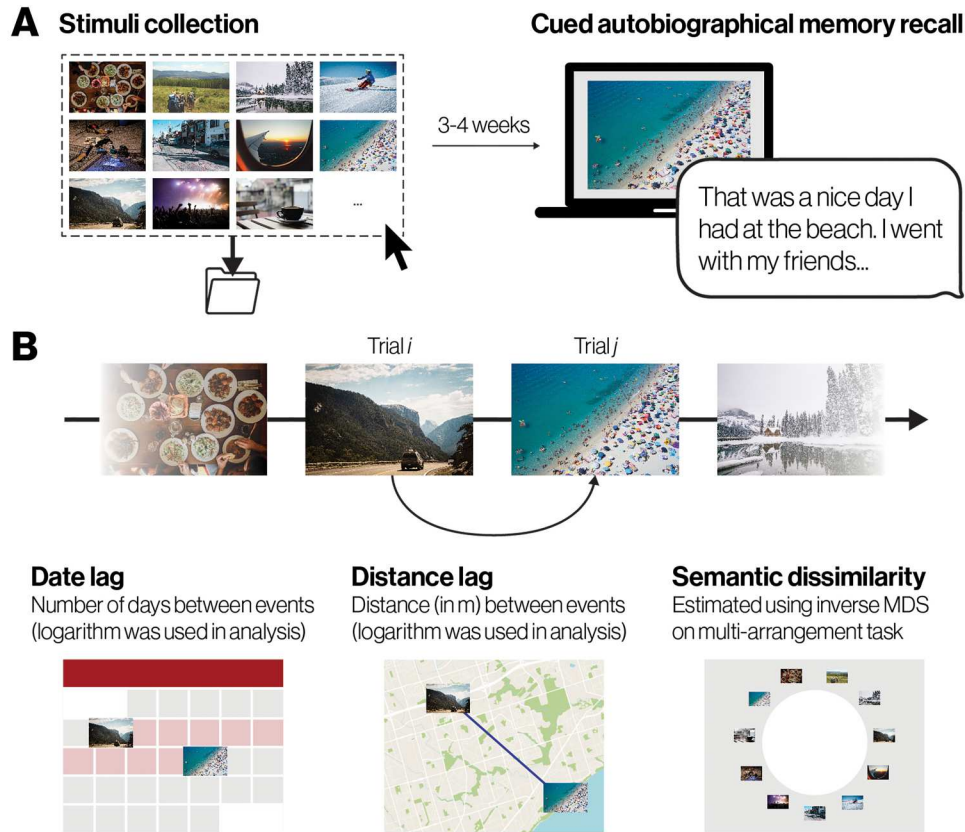 A Stimuli collection
Cued autobiographical memory recall
3-4 weeks
...
That was a nice day I
had at the beach. I went
with my friends...
B
Trial i
Trial j
Date lag
Number of days between events
(logarithm was used in analysis)
Distance lag
Distance (in m) between events
(logarithm was used in analysis)
Semantic dissimilarity
Estimated using inverse MDS
on multi-arrangement task